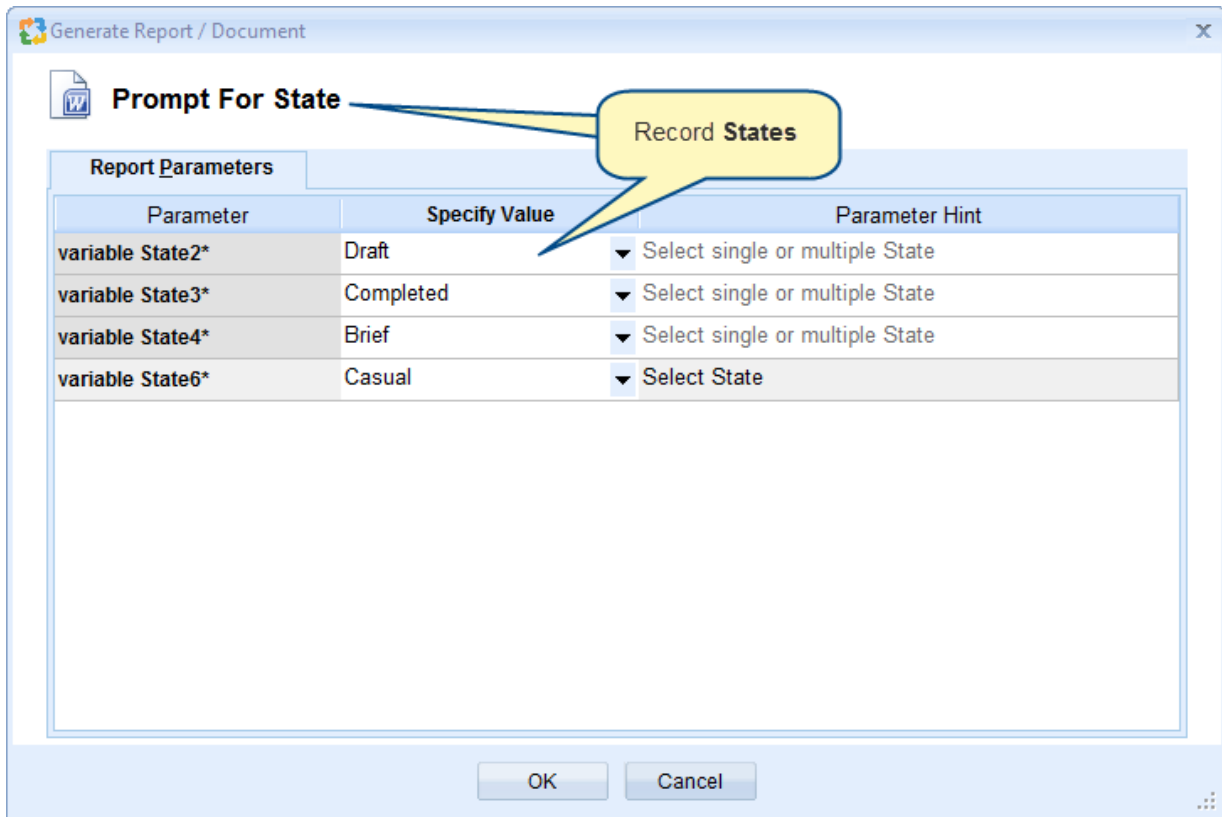 Generate Report / Document
Prompt For State
Record States
Report Parameters
Parameter Specify Value Parameter Hint
variable State2* Draft Select single or multiple State
variable State3* Completed Select single or multiple State
variable State4* Brief Select single or multiple State
variable State6* Casual Select State
OK Cancel